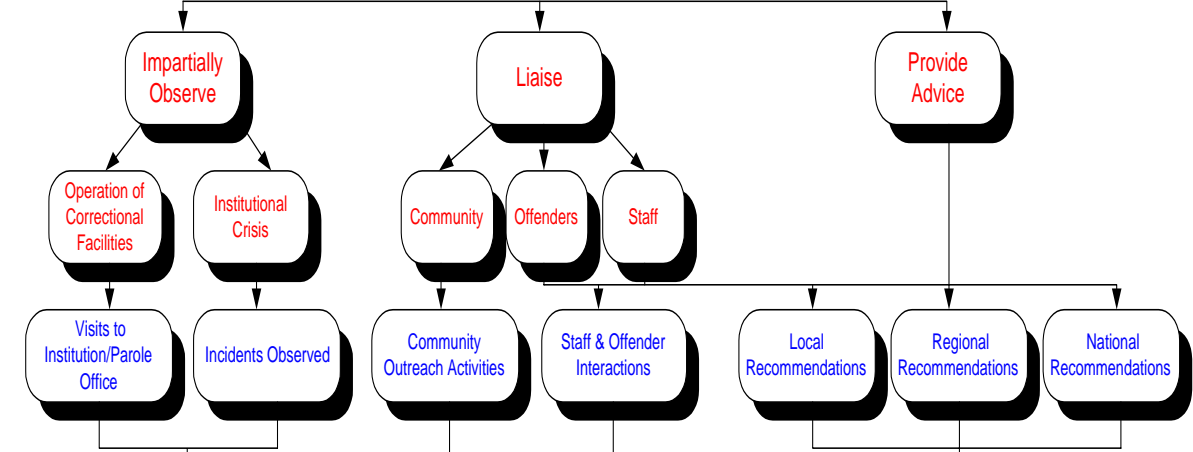 Impartially
Observe
Liaise
Provide
Advice
Operation of
Correctional
Facilities
Institutional
Crisis
Community
Offenders
Staff
Visits to
Institution/Parole
Office
Incidents Observed
Community
Outreach Activities
Staff & Offender
Interactions
Local
Recommendations
Regional
Recommendations
National
Recommendations